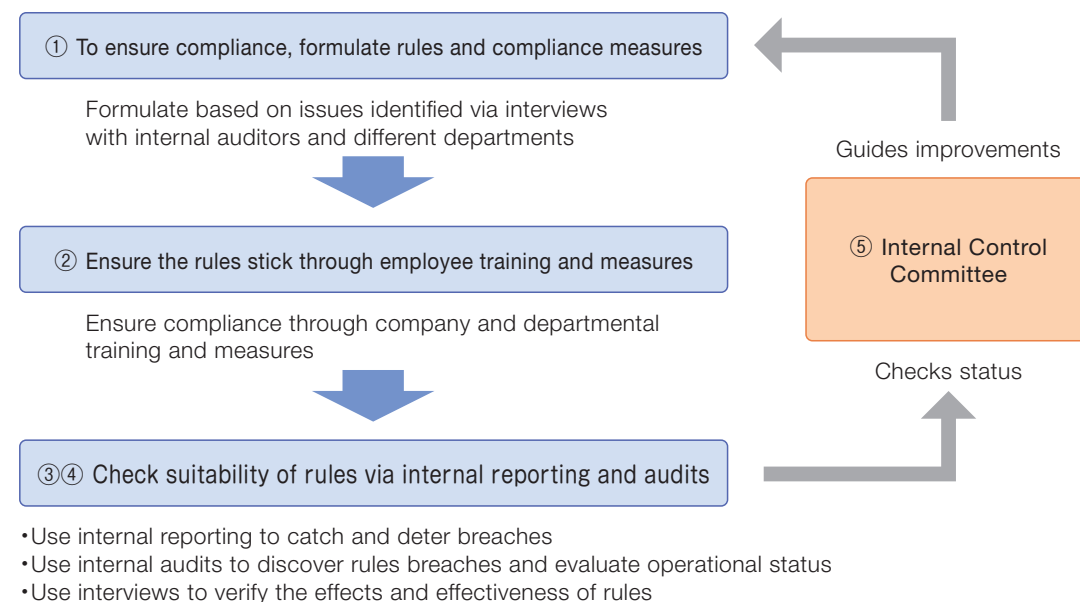 ① To ensure compliance, formulate rules and compliance measures
Formulate based on issues identified via interviews
with internal auditors and different departments
② Ensure the rules stick through employee training and measures
Ensure compliance through company and departmental
training and measures
③④ Check suitability of rules via internal reporting and audits
・Use internal reporting to catch and deter breaches
・Use internal audits to discover rules breaches and evaluate operational status
・Use interviews to verify the effects and effectiveness of rules
Guides improvements
⑤ Internal Control
Committee
Checks status